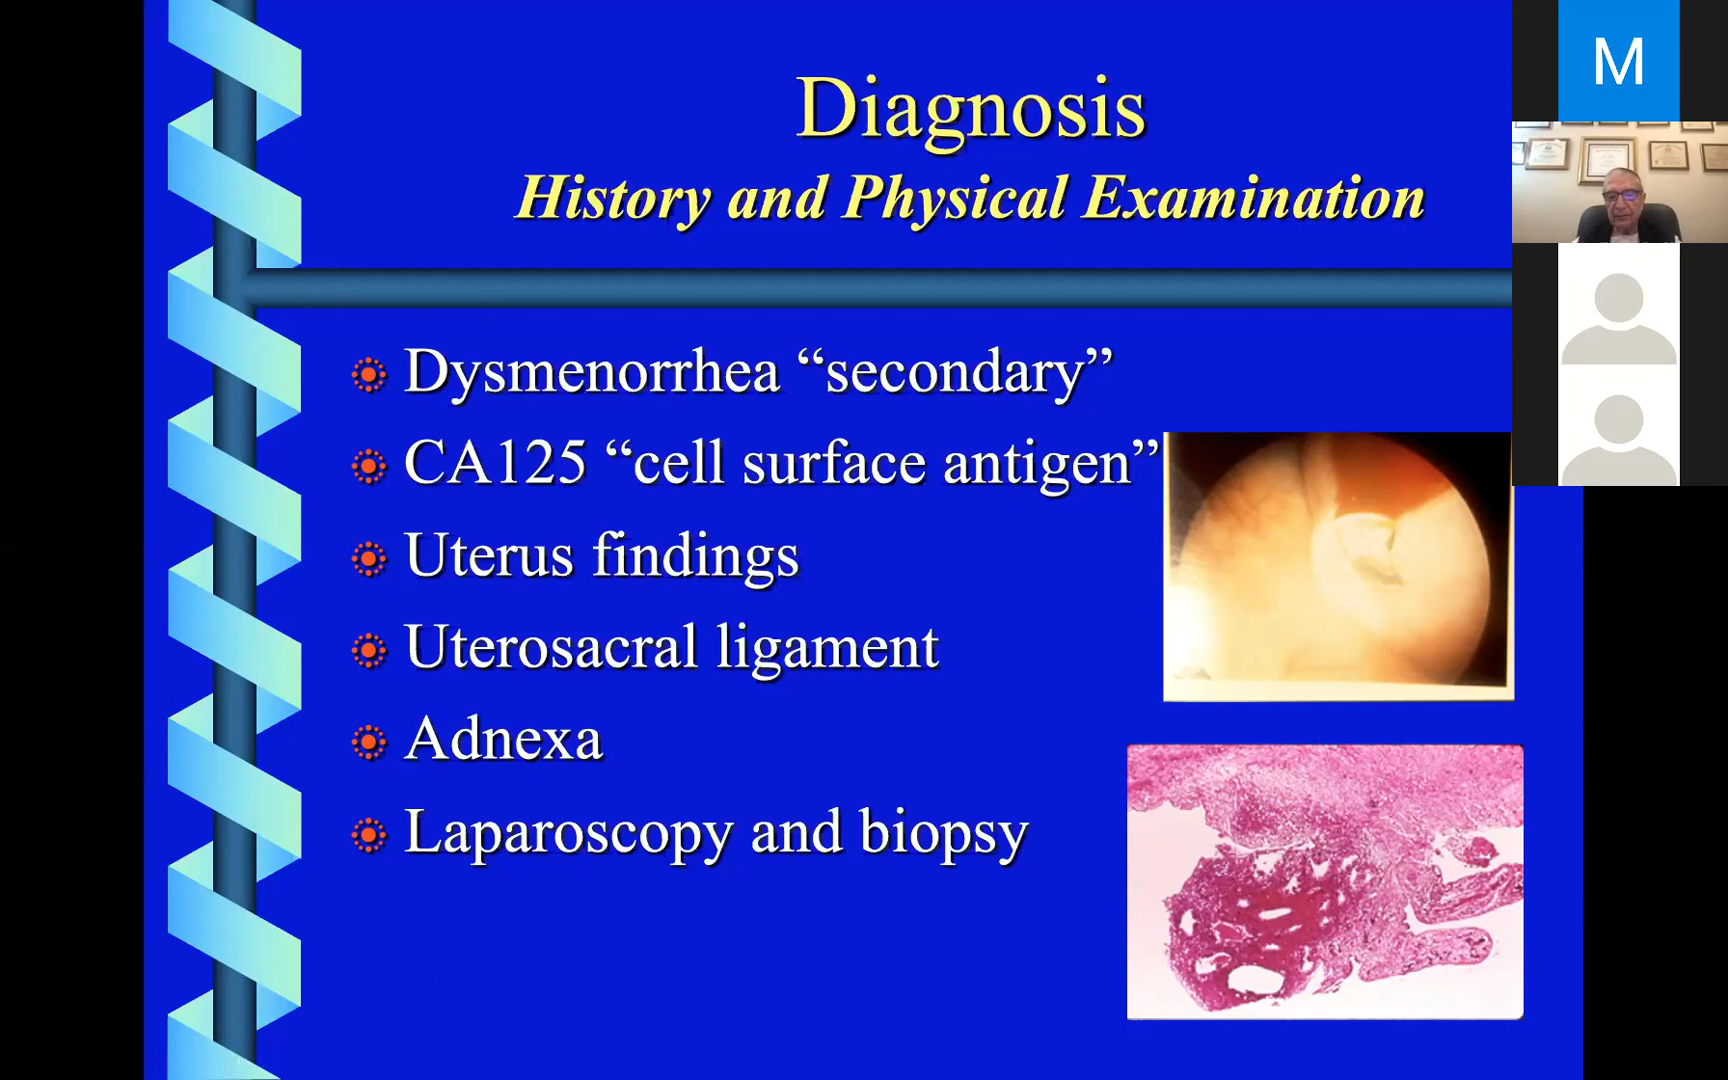 Diagnosis
History and Physical Examination
Dysmenorrhea “secondary”
CA125 “cell surface antigen”
Uterus findings
Uterosacral ligament
Adnexa
Laparoscopy and biopsy
M